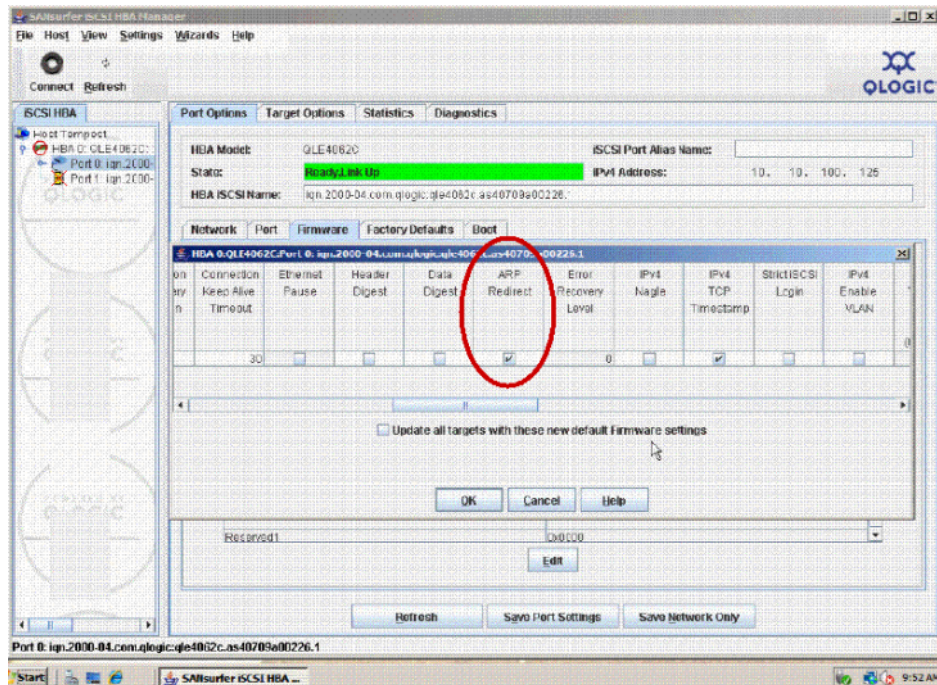 SANsurfer iSCSI HBA Manager
File Host View Settings Wizards Help
Connect Refresh
QLOGIC
iSCSI HBA
Port Options Target Options Statistics Diagnostics
Host Tempest
HBA 0: QLE4062C:
Port 0: iqn.2000-
Port 1: iqn.2000-
HBA Model: QLE4062C iSCSI Port Alias Name:
State: Ready,Link Up IPv4 Address: 10. 10. 100. 126
HBA iSCSI Name: iqn.2000-04.com.qlogic.qle4062c.as40709a00226.
Network Port Firmware Factory Defaults Boot
HBA 0:QLE4062C:Port 0: iqn.2000-04.com.qlogic.qle4062c.as40709a00226.1
Connection Ethernet Header Data ARP Error IPv4 IPv4 Strict iSCSI IPv4
Keep Alive Pause Digest Digest Redirect Recovery Nagle TCP Login Enable
Timeout Level Timestamp VLAN
30 0
Update all targets with these new default Firmware settings
OK Cancel Help
Reserved1 0x0000
Edit
Refresh Save Port Settings Save Network Only
Port 0: iqn.2000-04.com.qlogic:qle4062c.as40709a00226.1
Start SANsurfer iSCSI HBA ... 9:52 AM